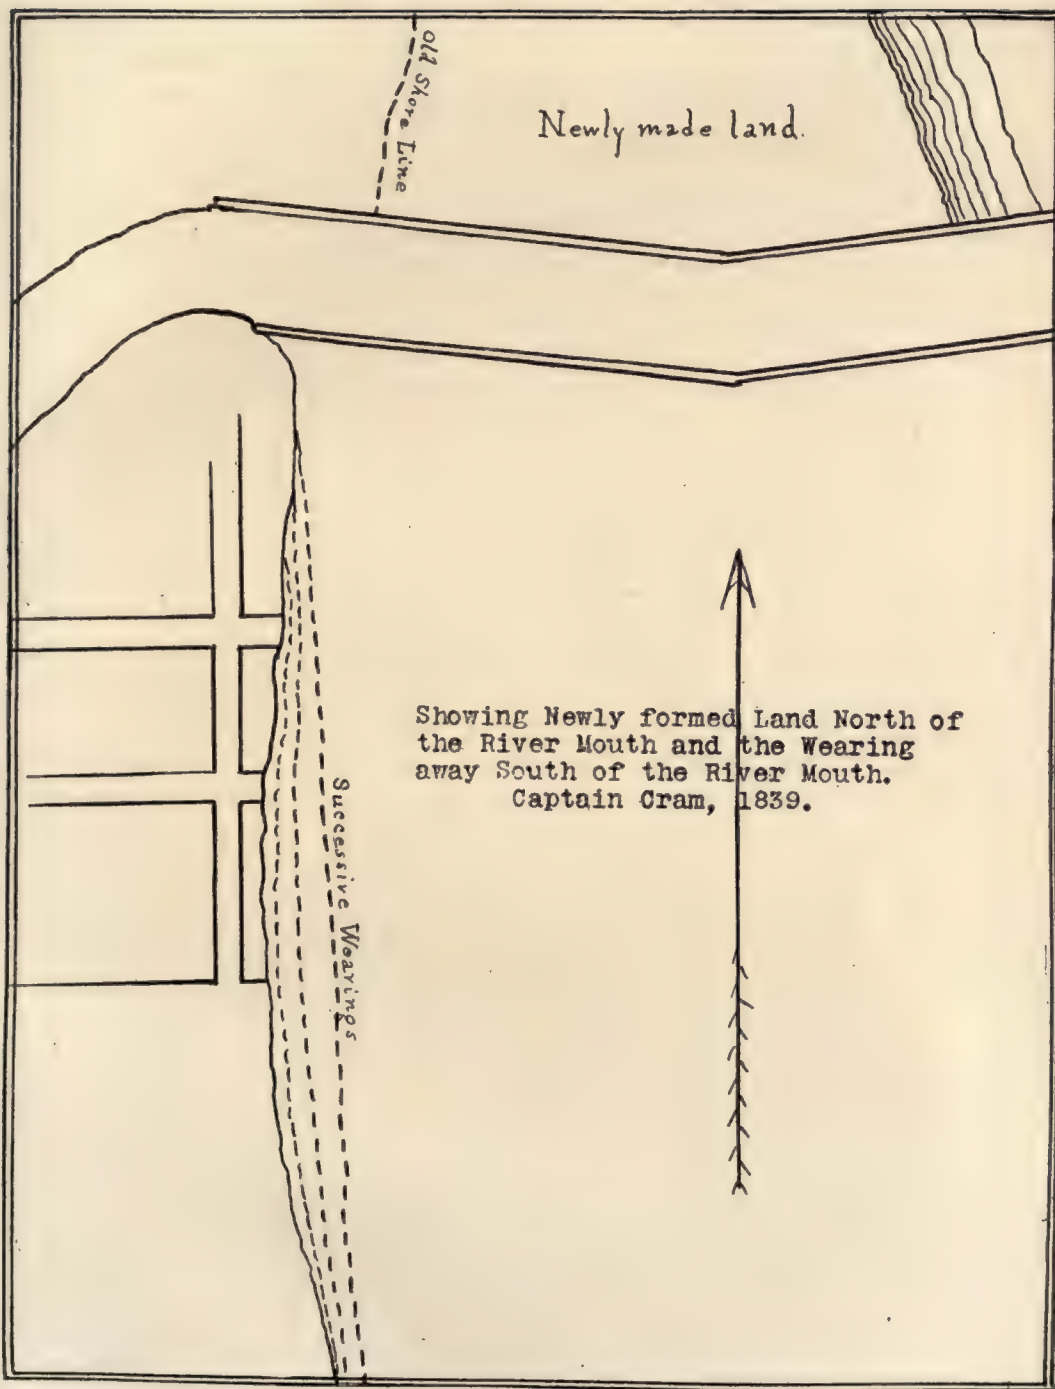 old Shore Line
Newly made land.
Showing Newly formed Land North of
the River Mouth and the Wearing
away South of the River Mouth.
Captain Cram, 1839.
Successive Wearings